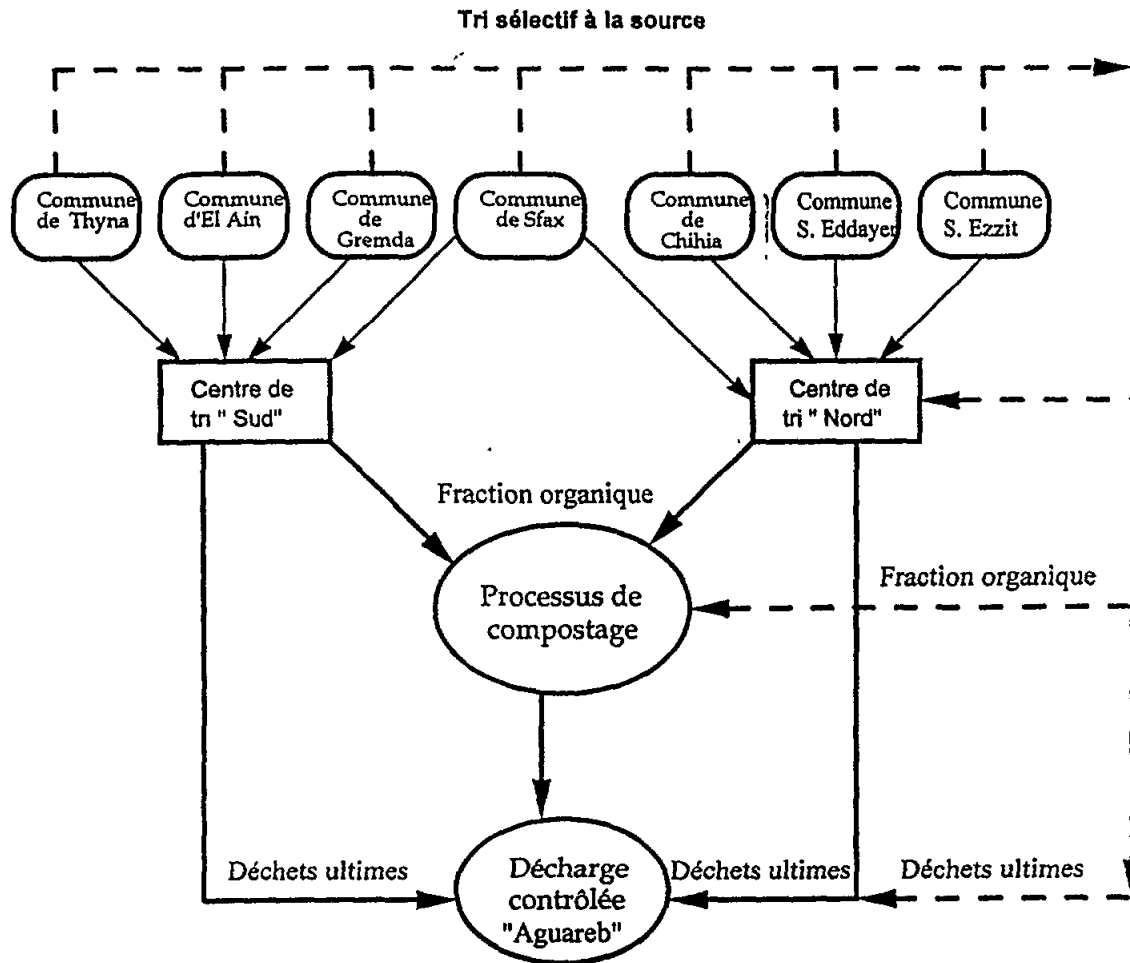 Tri sélectif à la source
Commune
de Thyna
Commune
d'El Ain
Commune
de
Gremda
Commune
de Sfax
Commune
de
Chihia
Commune
S. Eddayer
Commune
S. Ezzit
Centre de
tri " Sud"
Centre de
tri " Nord"
Fraction organique
Processus de
compostage
Fraction organique
Déchets ultimes
Décharge
contrôlée
"Aguareb"
Déchets ultimes
Déchets ultimes